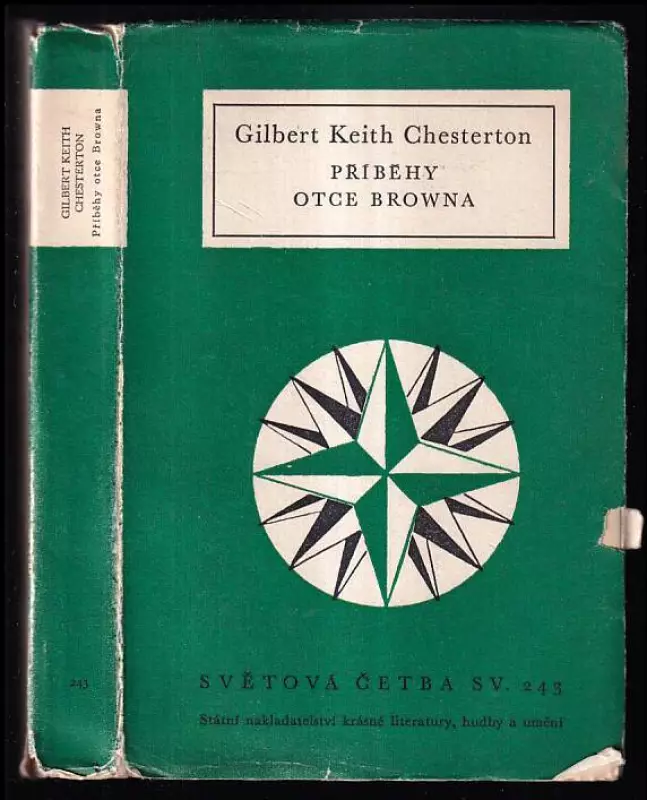 GILBERT KEITH
CHESTERTON
Příběhy otce Browna
243
Gilbert Keith Chesterton
PŘÍBĚHY
OTCE BROWNA
SVĚTOVÁ ČETBA SV. 243
Státní nakladatelství krásné literatury, hudby a umění